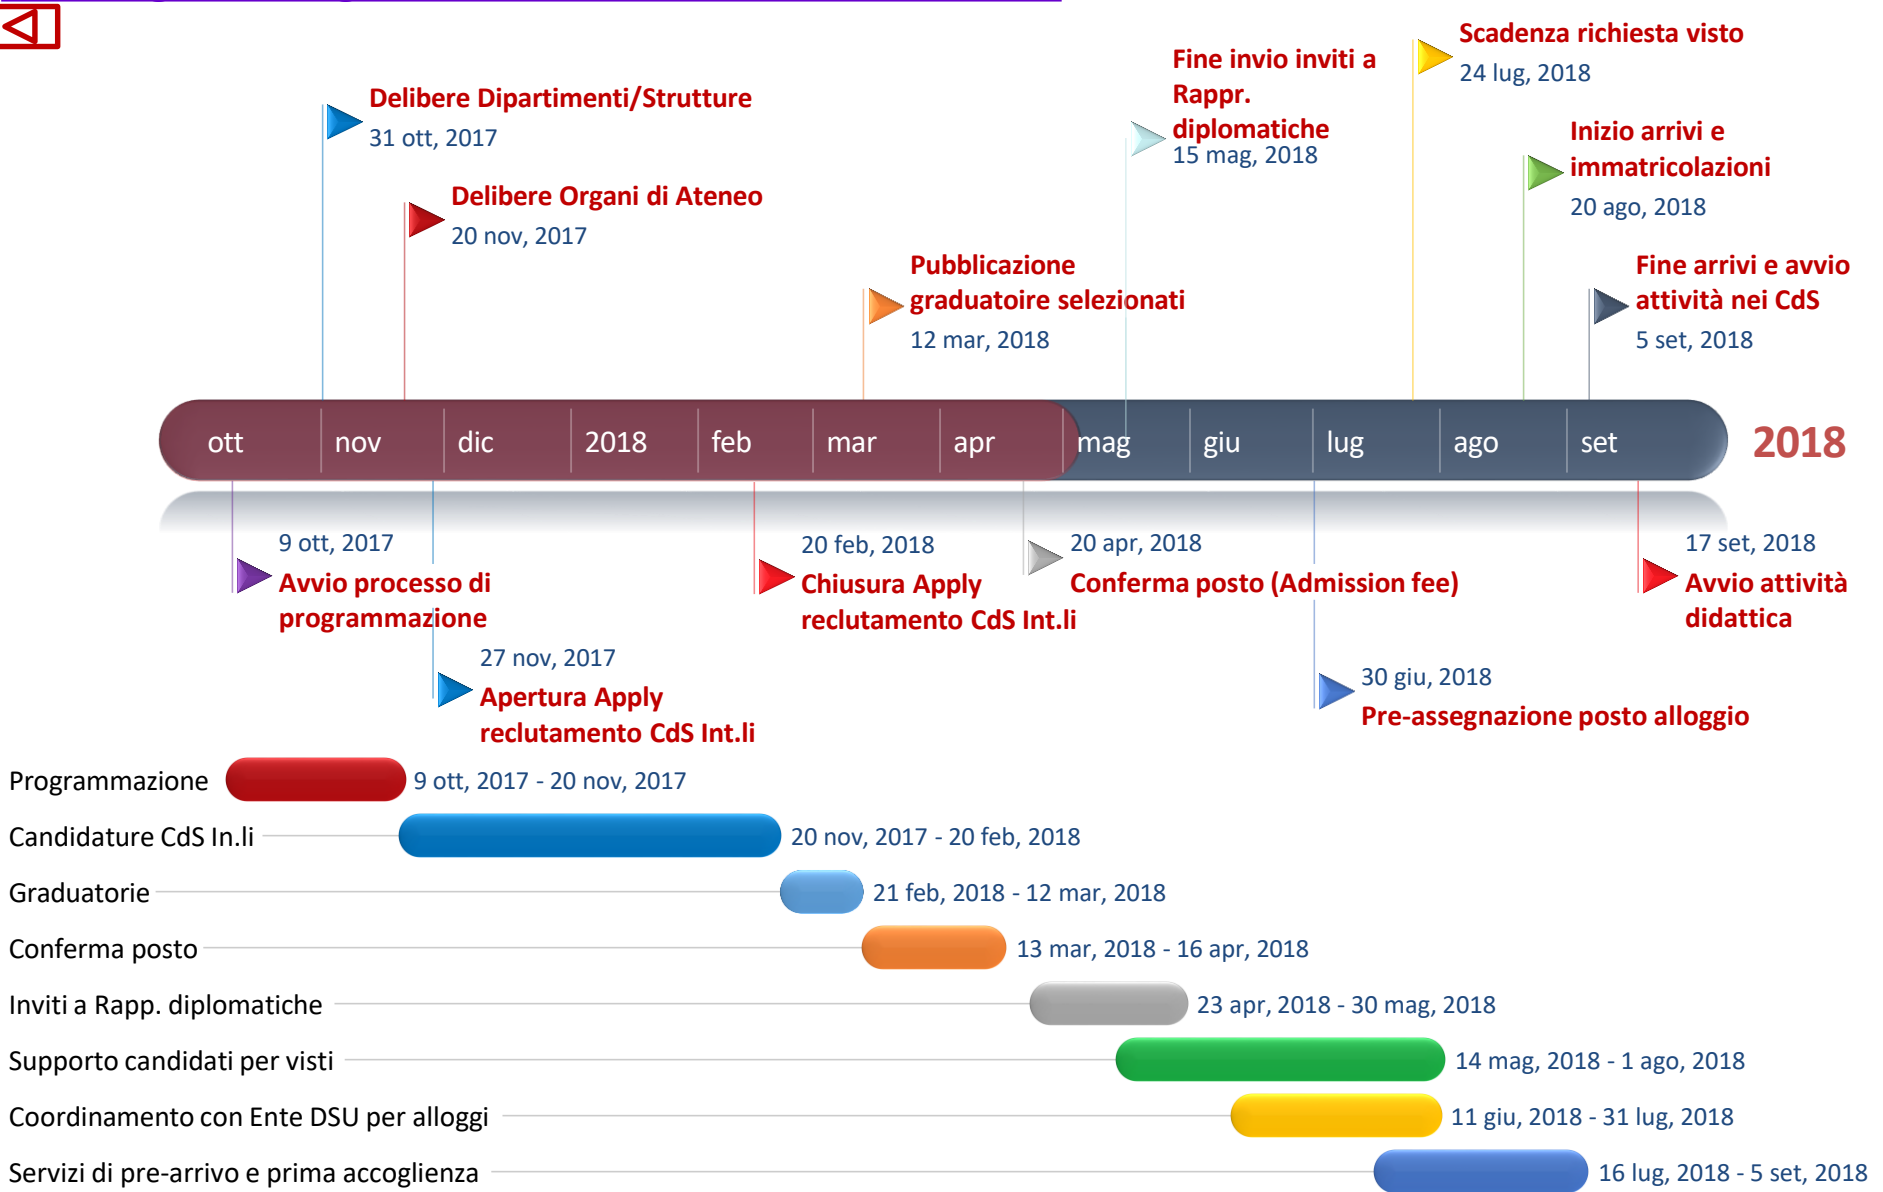 Scadenza richiesta visto
24 lug, 2018
Fine invio inviti a
Rappr.
diplomatiche
15 mag, 2018
Delibere Dipartimenti/Strutture
31 ott, 2017
Inizio arrivi e
immatricolazioni
20 ago, 2018
Delibere Organi di Ateneo
20 nov, 2017
Pubblicazione
graduatoire selezionati
12 mar, 2018
Fine arrivi e avvio
attività nei CdS
5 set, 2018
ott nov dic 2018 feb mar apr mag giu lug ago set 2018
9 ott, 2017
Avvio processo di
programmazione
20 feb, 2018
Chiusura Apply
reclutamento CdS Int.li
20 apr, 2018
Conferma posto (Admission fee)
17 set, 2018
Avvio attività
didattica
27 nov, 2017
Apertura Apply
reclutamento CdS Int.li
30 giu, 2018
Pre-assegnazione posto alloggio
Programmazione 9 ott, 2017 - 20 nov, 2017
Candidature CdS In.li 20 nov, 2017 - 20 feb, 2018
Graduatorie 21 feb, 2018 - 12 mar, 2018
Conferma posto 13 mar, 2018 - 16 apr, 2018
Inviti a Rapp. diplomatiche 23 apr, 2018 - 30 mag, 2018
Supporto candidati per visti 14 mag, 2018 - 1 ago, 2018
Coordinamento con Ente DSU per alloggi 11 giu, 2018 - 31 lug, 2018
Servizi di pre-arrivo e prima accoglienza 16 lug, 2018 - 5 set, 2018